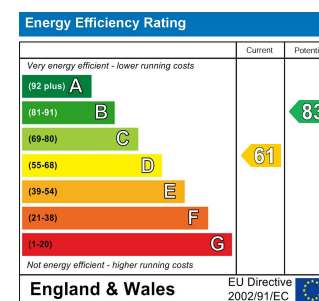 Energy Efficiency Rating
Current Potenti
Very energy efficient - lower running costs
(92 plus) A
(81-91) B 83
(69-80) C
(55-68) D 61
(39-54) E
(21-38) F
(1-20) G
Not energy efficient - higher running costs
England & Wales EU Directive
2002/91/EC